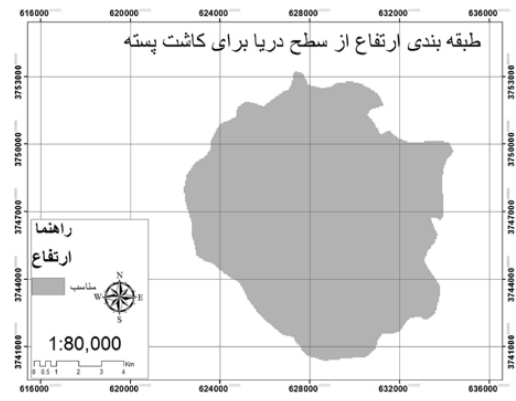 616000 620000 624000 628000 632000 636000
طبقه بندی ارتفاع از سطح دریا برای کاشت پسته
3753000 3753000
3750000 3750000
3747000 3747000
3744000 3744000
3741000 3741000
راهنما
ارتفاع
مناسب
N
W E
S
1:80,000
0 0.5 1 2 3 4 Km
616000 620000 624000 628000 632000 636000